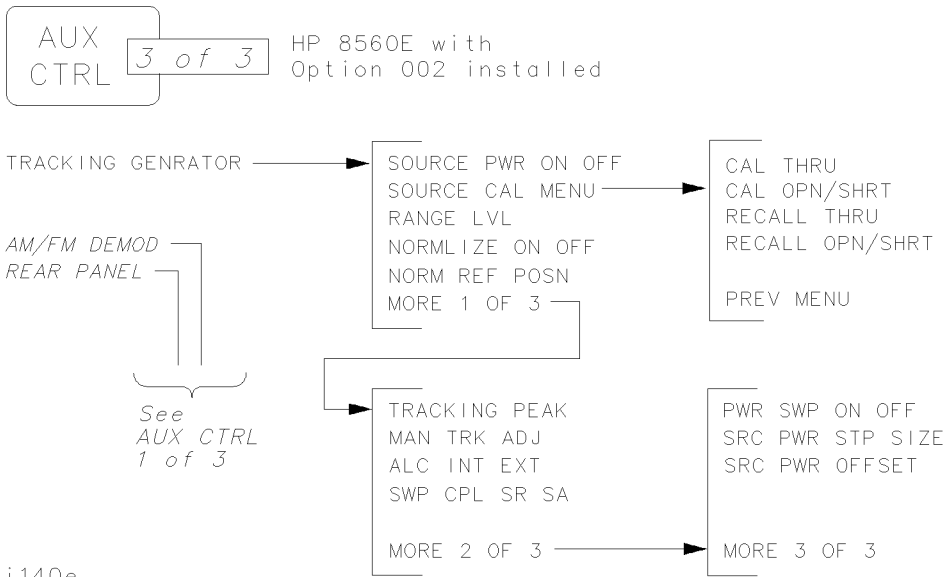 AUX
CTRL
3 of 3
HP 8560E with
Option 002 installed
TRACKING GENRATOR
SOURCE PWR ON OFF
SOURCE CAL MENU
RANGE LVL
NORMLIZE ON OFF
NORM REF POSN
MORE 1 OF 3
CAL THRU
CAL OPN/SHRT
RECALL THRU
RECALL OPN/SHRT
PREV MENU
AM/FM DEMOD
REAR PANEL
See
AUX CTRL
1 of 3
TRACKING PEAK
MAN TRK ADJ
ALC INT EXT
SWP CPL SR SA
MORE 2 OF 3
PWR SWP ON OFF
SRC PWR STP SIZE
SRC PWR OFFSET
MORE 3 OF 3
j140e